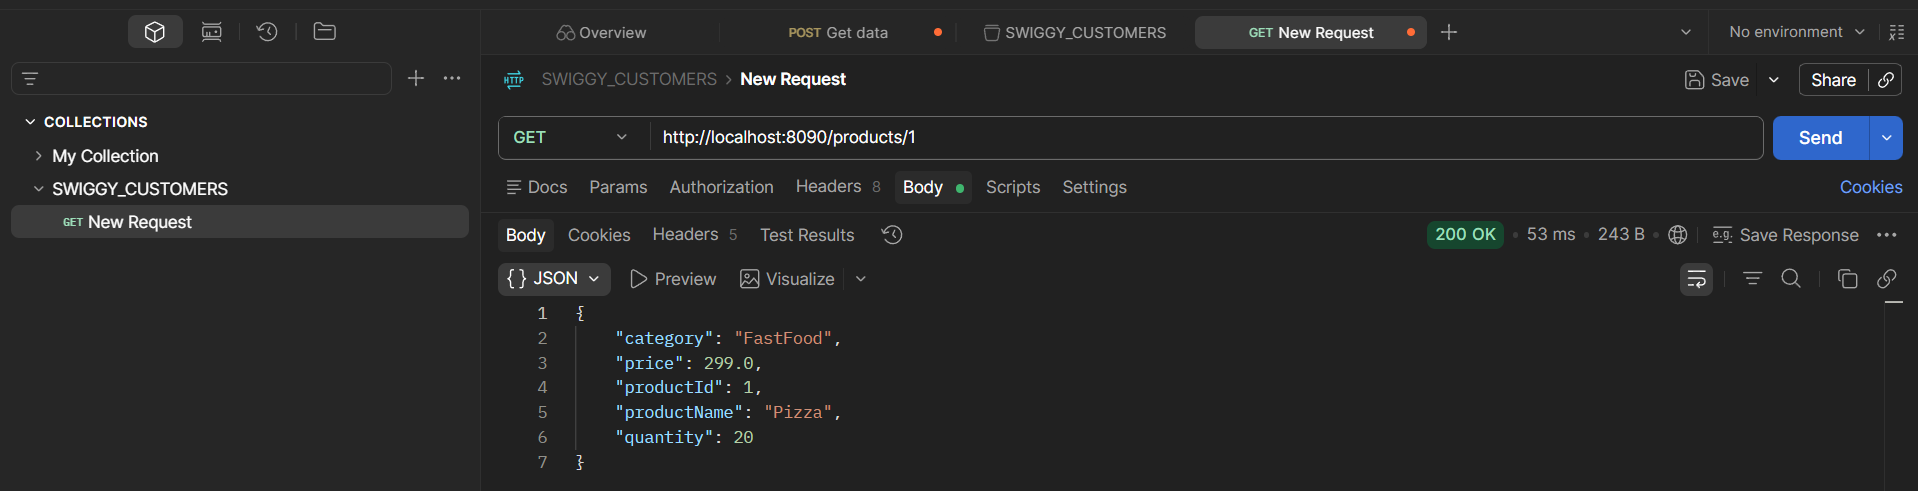 Overview
POST Get data
SWIGGY_CUSTOMERS
GET New Request
No environment
COLLECTIONS
My Collection
SWIGGY_CUSTOMERS
GET New Request
HTTP SWIGGY_CUSTOMERS > New Request
Save
Share
GET http://localhost:8090/products/1
Send
Docs Params Authorization Headers 8 Body Scripts Settings
Cookies
Body Cookies Headers 5 Test Results
200 OK • 53 ms • 243 B •
e.g. Save Response
{} JSON Preview Visualize
1 {
2 "category": "FastFood",
3 "price": 299.0,
4 "productId": 1,
5 "productName": "Pizza",
6 "quantity": 20
7 }